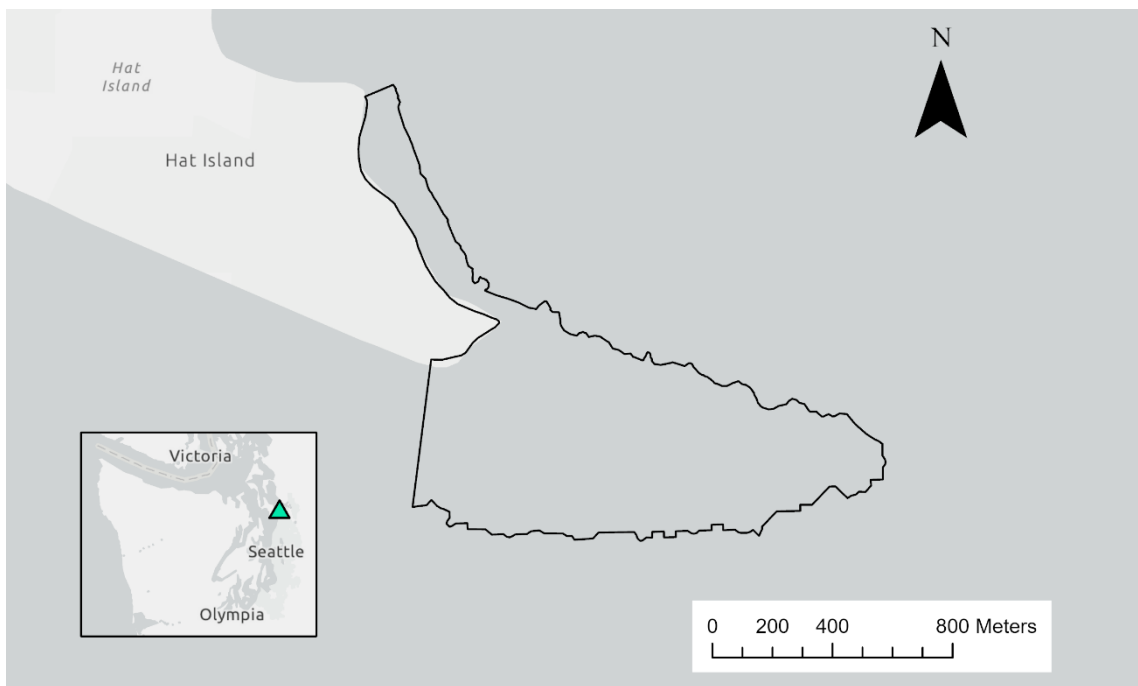 N
Hat
Island
Hat Island
Victoria
Seattle
Olympia
0 200 400 800 Meters